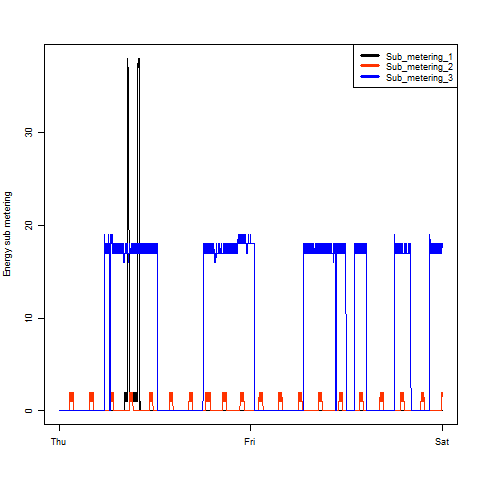 Sub_metering_1
Sub_metering_2
Sub_metering_3
Energy sub metering
30
20
10
0
Thu
Fri
Sat